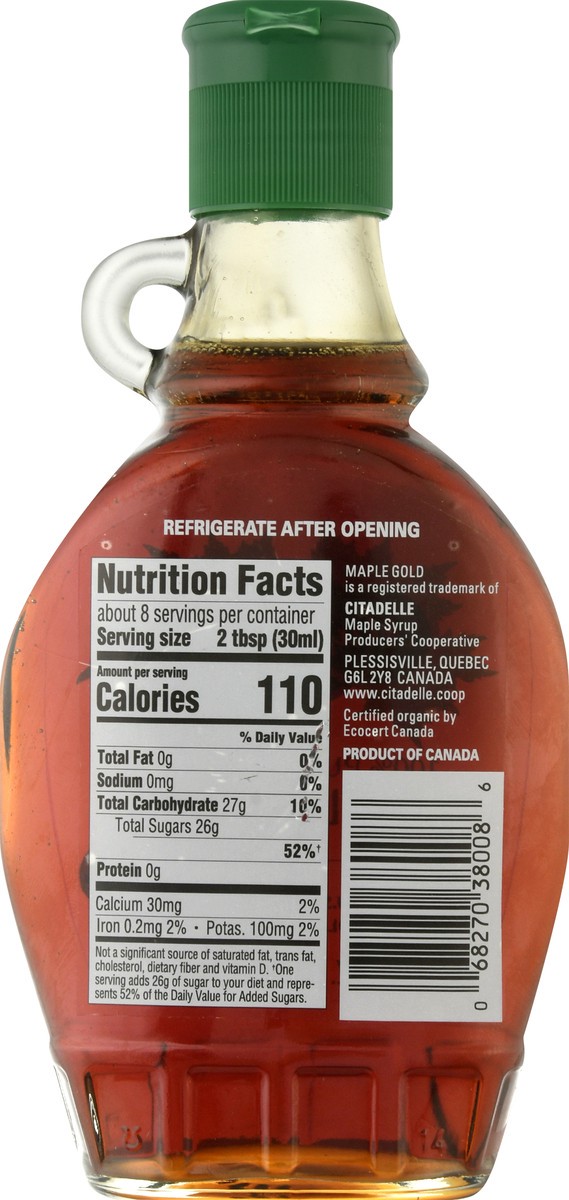 REFRIGERATE AFTER OPENING
Nutrition Facts
about 8 servings per container
Serving size 2 tbsp (30ml)
Amount per serving
Calories 110
% Daily Value
Total Fat 0g 0%
Sodium 0mg 0%
Total Carbohydrate 27g 10%
Total Sugars 26g
52%†
Protein 0g
Calcium 30mg 2%
Iron 0.2mg 2% • Potas. 100mg 2%
Not a significant source of saturated fat, trans fat,
cholesterol, dietary fiber and vitamin D. †One
serving adds 26g of sugar to your diet and repre-
sents 52% of the Daily Value for Added Sugars.
MAPLE GOLD
is a registered trademark of
CITADELLE
Maple Syrup
Producers' Cooperative
PLESSISVILLE, QUEBEC
G6L 2Y8 CANADA
www.citadelle.coop
Certified organic by
Ecocert Canada
PRODUCT OF CANADA
0 68270 38008 6
23 14